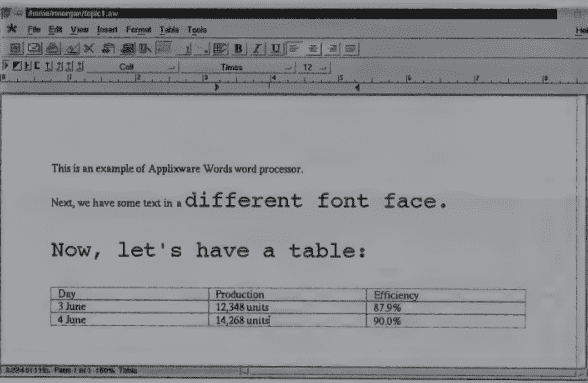 /home/mmorgan/topic1.aw
File Edit View Insert Format Table Tools
B I U
Cell Times 12
This is an example of Applixware Words word processor.
Next, we have some text in a different font face.
Now, let's have a table:
Day Production Efficiency
3 June 12,348 units 87.9%
4 June 14,268 units 90.0%